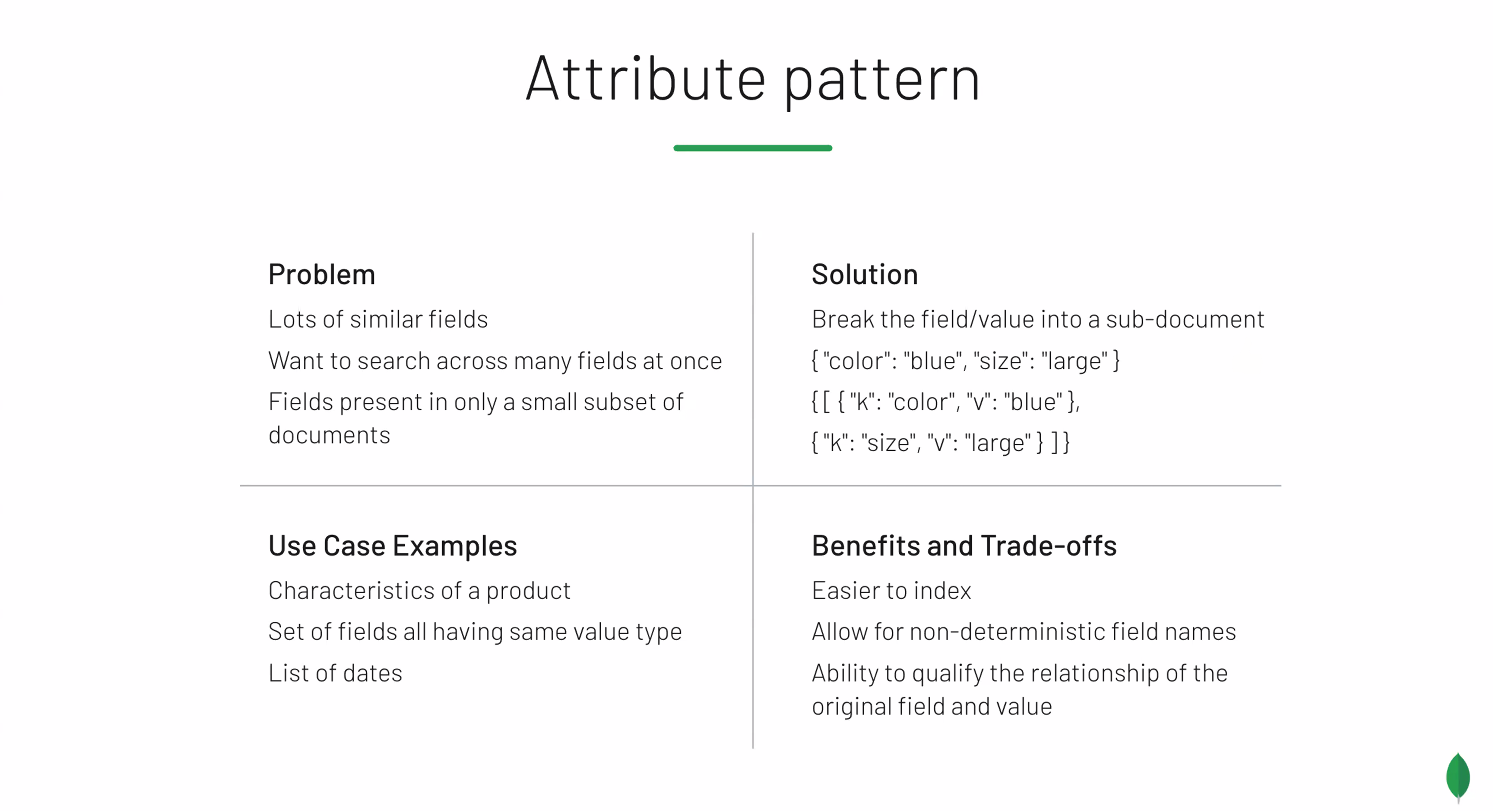 Attribute pattern
Problem
Lots of similar fields
Want to search across many fields at once
Fields present in only a small subset of
documents
Solution
Break the field/value into a sub-document
{ "color": "blue", "size": "large" }
{ [ { "k": "color", "v": "blue" },
{ "k": "size", "v": "large" } ] }
Use Case Examples
Characteristics of a product
Set of fields all having same value type
List of dates
Benefits and Trade-offs
Easier to index
Allow for non-deterministic field names
Ability to qualify the relationship of the
original field and value